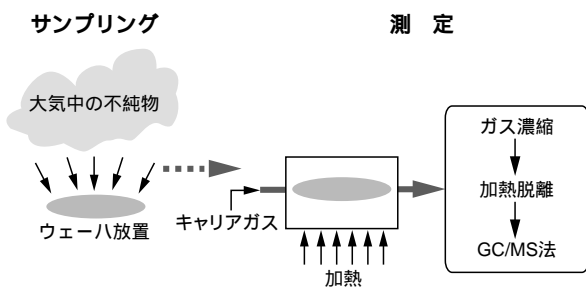 サンプリング
測 定
大気中の不純物
ウェーハ放置
キャリアガス
加熱
ガス濃縮
加熱脱離
GC/MS法